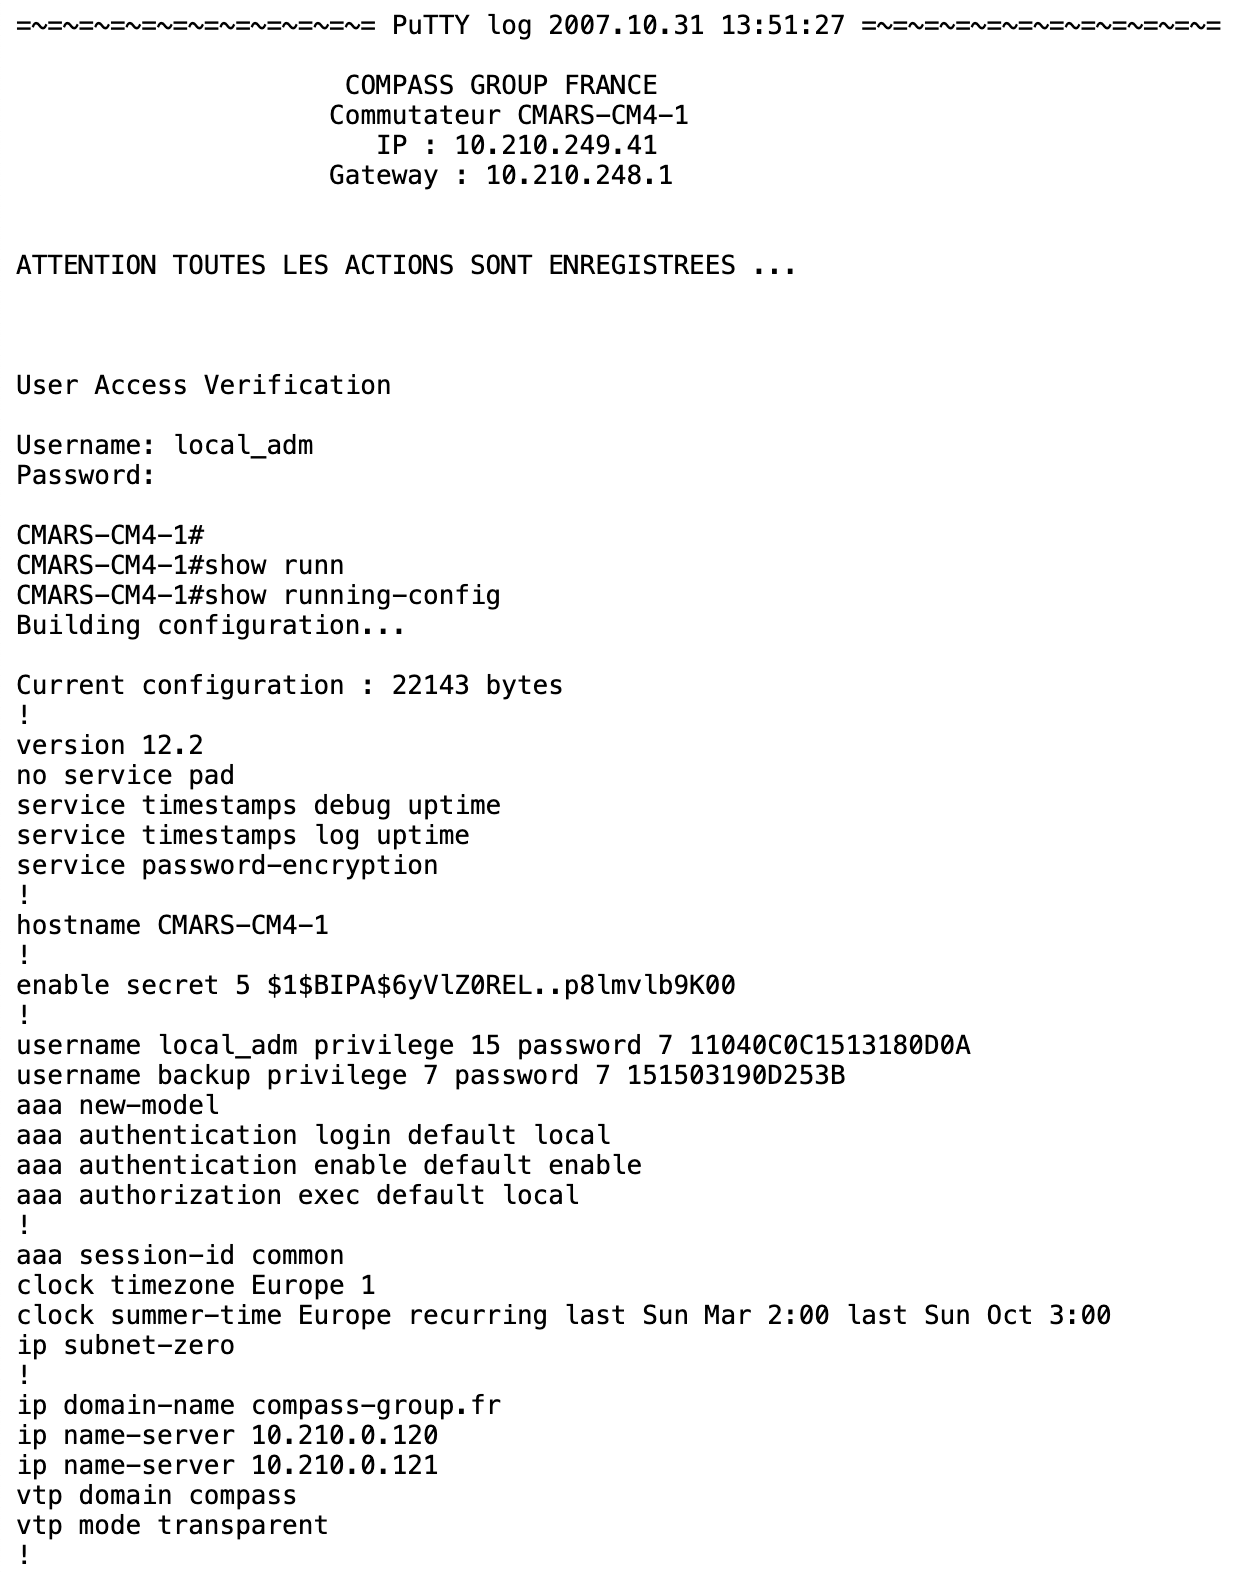 =~=~=~=~=~=~=~=~=~=~=~= PuTTY log 2007.10.31 13:51:27 =~=~=~=~=~=~=~=~=~=~=~=
COMPASS GROUP FRANCE
Commutateur CMARS-CM4-1
IP : 10.210.249.41
Gateway : 10.210.248.1
ATTENTION TOUTES LES ACTIONS SONT ENREGISTREES ...
User Access Verification
Username: local_adm
Password:
CMARS-CM4-1#
CMARS-CM4-1#show runn
CMARS-CM4-1#show running-config
Building configuration...
Current configuration : 22143 bytes
!
version 12.2
no service pad
service timestamps debug uptime
service timestamps log uptime
service password-encryption
!
hostname CMARS-CM4-1
!
enable secret 5 $1$BIPA$6yVlZ0REL..p8lmvlb9K00
!
username local_adm privilege 15 password 7 11040C0C1513180D0A
username backup privilege 7 password 7 151503190D253B
aaa new-model
aaa authentication login default local
aaa authentication enable default enable
aaa authorization exec default local
!
aaa session-id common
clock timezone Europe 1
clock summer-time Europe recurring last Sun Mar 2:00 last Sun Oct 3:00
ip subnet-zero
!
ip domain-name compass-group.fr
ip name-server 10.210.0.120
ip name-server 10.210.0.121
vtp domain compass
vtp mode transparent
!